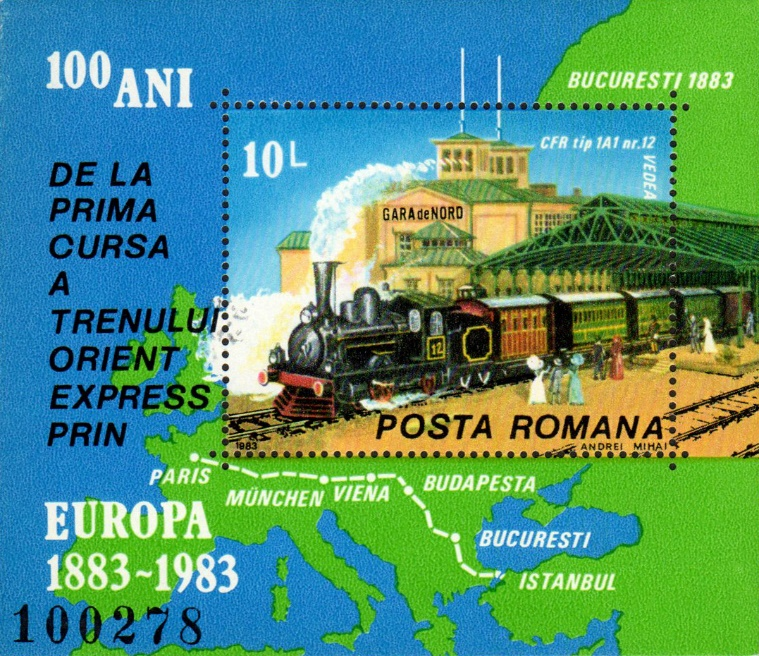 100 ANI
BUCURESTI 1883
DE LA
PRIMA
CURSA
A
TRENULUI
ORIENT
EXPRESS
PRIN
EUROPA
1883~1983
100278
10L
CFR tip 1A1 nr.12
VEDEA
GARA de NORD
12
POSTA ROMANA
1983
ANDREI MIHAI
PARIS
MÜNCHEN
VIENA
BUDAPESTA
BUCURESTI
ISTANBUL